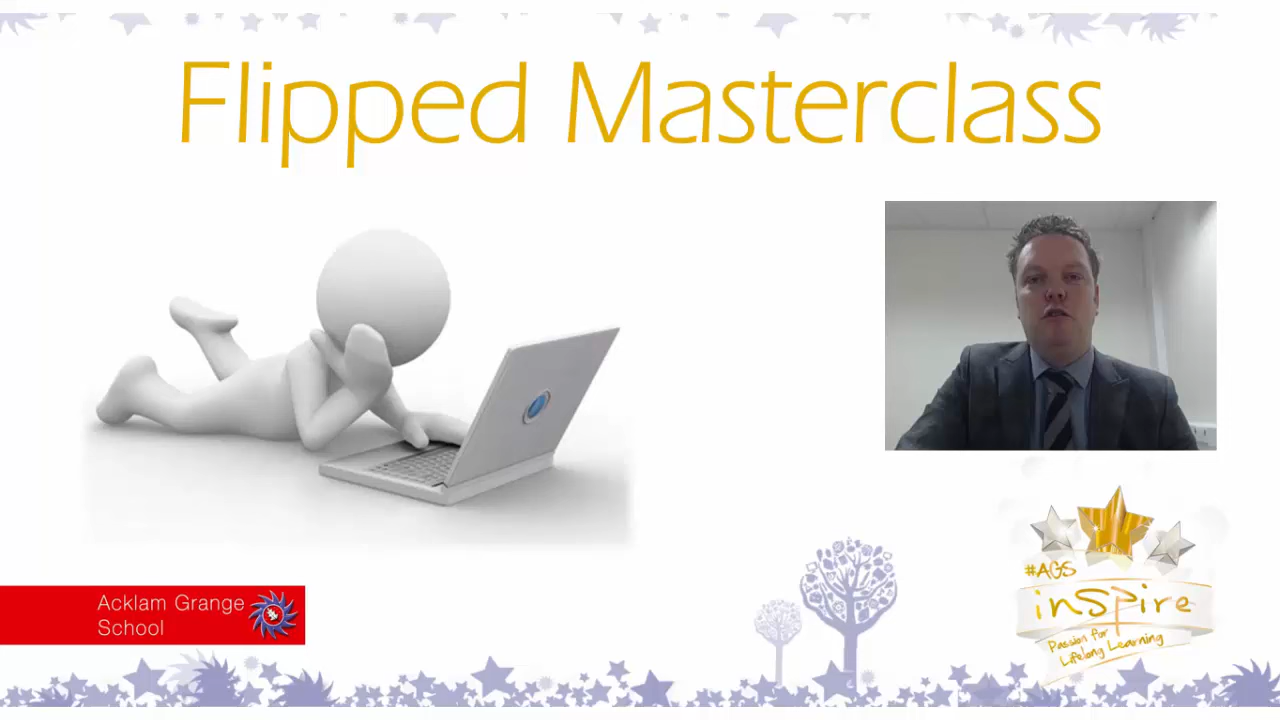 Flipped Masterclass
#AGS
inspire
Passion for
Lifelong Learning
Acklam Grange
School